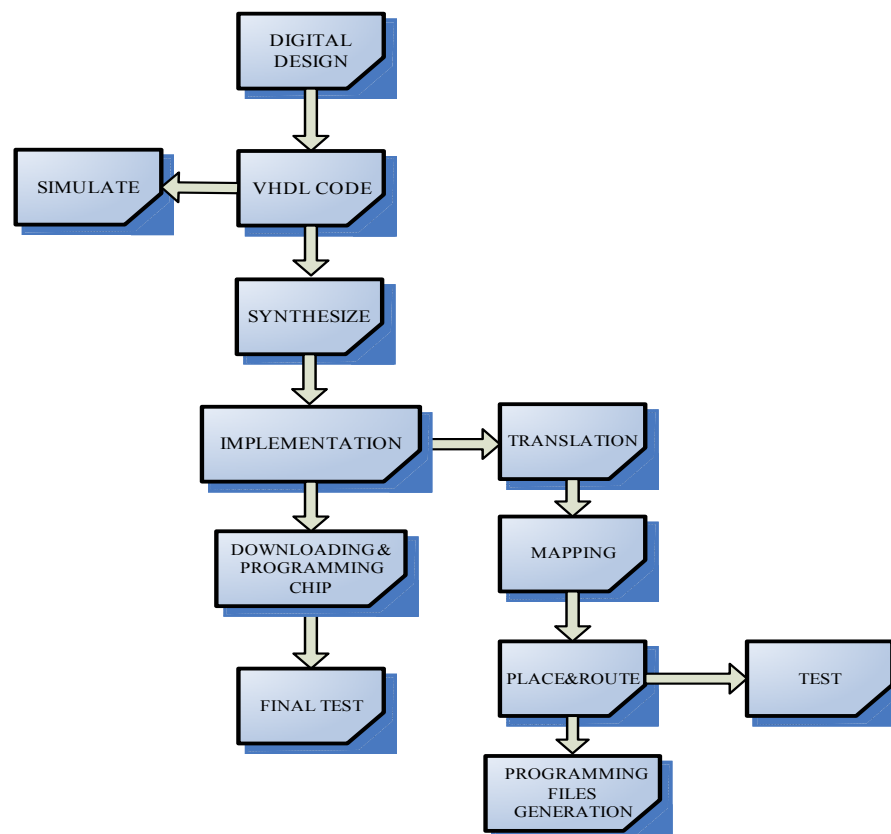 DIGITAL
DESIGN
SIMULATE
VHDL CODE
SYNTHESIZE
IMPLEMENTATION
TRANSLATION
DOWNLOADING &
PROGRAMMING
CHIP
MAPPING
FINAL TEST
PLACE&ROUTE
TEST
PROGRAMMING
FILES
GENERATION